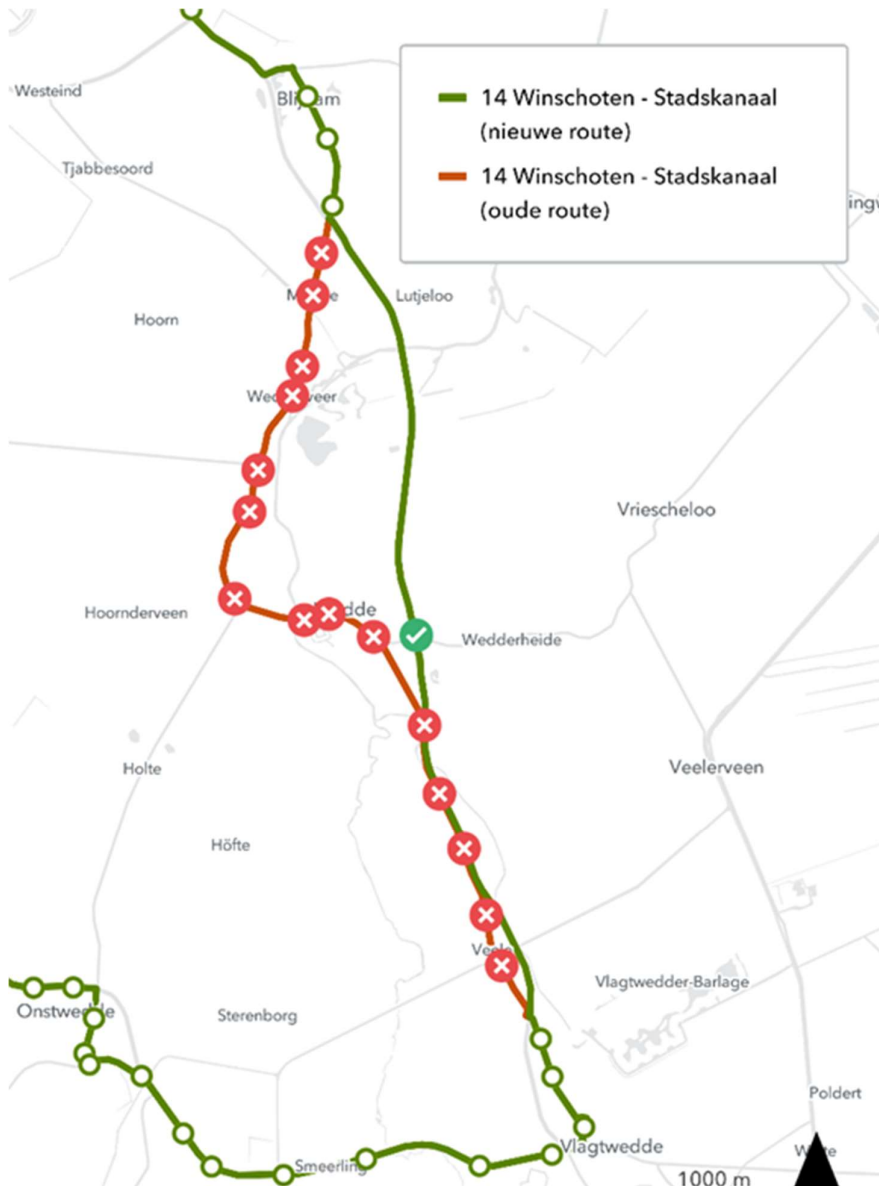 Westeind
14 Winschoten - Stadskanaal
(nieuwe route)
Tjabbesoord
14 Winschoten - Stadskanaal
(oude route)
Hoorn
Lutjeloo
Vriescheloo
Hoornderveen
Wedderheide
Holte
Veelerveen
Höfte
Vlagtwedder-Barlage
Onstwedde
Sterenborg
Poldert
Vlagtwedde
Smeerling
1000 m